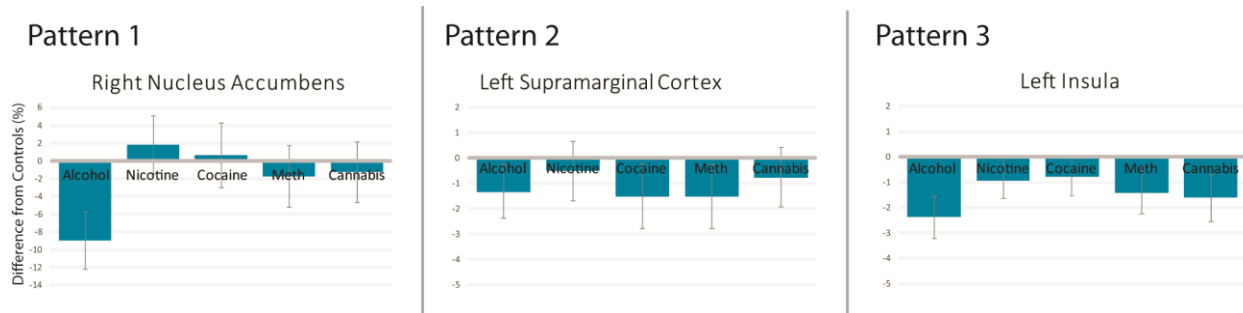 Pattern 1
Pattern 2
Pattern 3
Right Nucleus Accumbens
Left Supramarginal Cortex
Left Insula
Difference from Controls (%)
6
4
2
0
-2
-4
-6
-8
-10
-12
-14
Alcohol Nicotine Cocaine Meth Cannabis
2
1
0
-1
-2
-3
-4
-5
Alcohol Nicotine Cocaine Meth Cannabis
2
1
0
-1
-2
-3
-4
-5
Alcohol Nicotine Cocaine Meth Cannabis